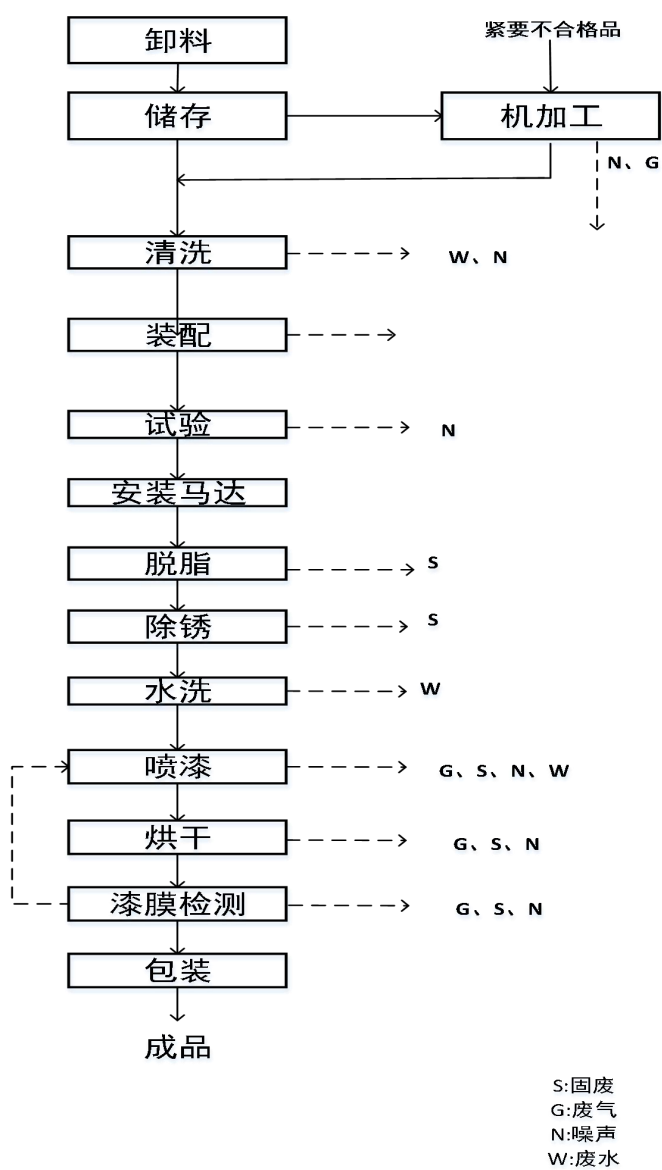 卸料
紧要不合格品
储存
机加工
N、G
清洗
W、N
装配
试验
N
安装马达
脱脂
S
除锈
S
水洗
W
喷漆
G、S、N、W
烘干
G、S、N
漆膜检测
G、S、N
包装
成品
S:固废
G:废气
N:噪声
W:废水